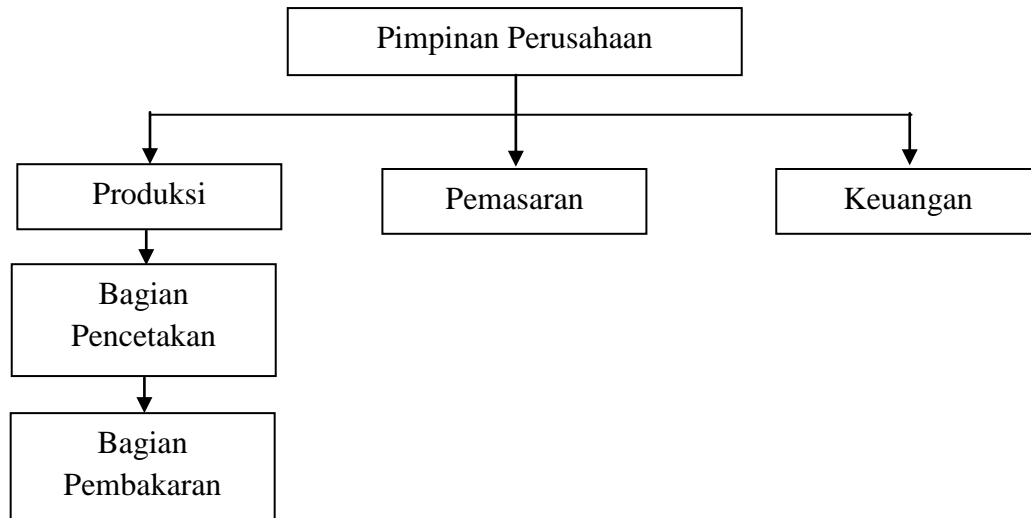 Pimpinan Perusahaan
Produksi
Pemasaran
Keuangan
Bagian
Pencetakan
Bagian
Pembakaran